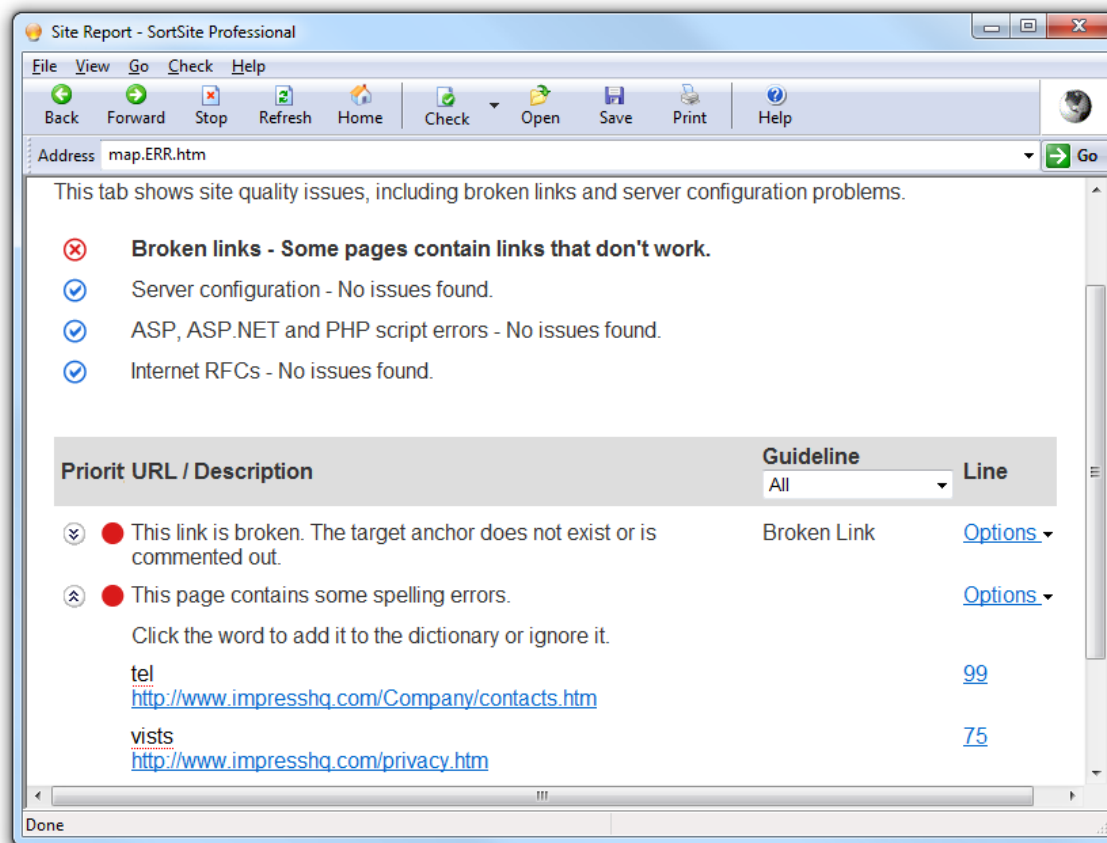 Site Report - SortSite Professional
File View Go Check Help
Back Forward Stop Refresh Home Check Open Save Print Help
Address map.ERR.htm Go
This tab shows site quality issues, including broken links and server configuration problems.
Broken links - Some pages contain links that don't work.
Server configuration - No issues found.
ASP, ASP.NET and PHP script errors - No issues found.
Internet RFCs - No issues found.
Priorit URL / Description Guideline Line
All
This link is broken. The target anchor does not exist or is Broken Link Options
commented out.
This page contains some spelling errors. Options
Click the word to add it to the dictionary or ignore it.
tel 99
http://www.impresshq.com/Company/contacts.htm
vists 75
http://www.impresshq.com/privacy.htm
Done